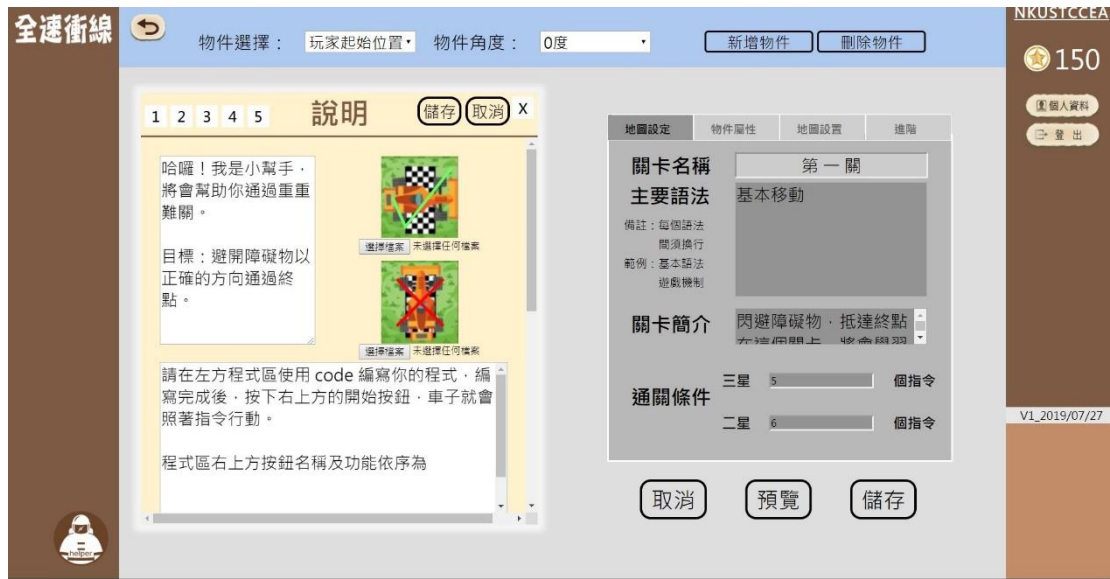 全速衝線
物件選擇： 玩家起始位置 物件角度： 0度 新增物件 刪除物件
NKUSTCCEA
150
個人資料
登 出
V1_2019/07/27
1 2 3 4 5 說明 儲存 取消 X
哈囉！我是小幫手，
將會幫助你通過重重
難關。
目標：避開障礙物以
正確的方向通過終
點。
選擇檔案 未選擇任何檔案
選擇檔案 未選擇任何檔案
請在左方程式區使用 code 編寫你的程式，編
寫完成後，按下右上方的開始按鈕，車子就會
照著指令行動。
程式區右上方按鈕名稱及功能依序為
地圖設定 物件屬性 地圖設置 進階
關卡名稱 第一關
主要語法 基本移動
備註：每個語法
間須換行
範例：基本語法
遊戲機制
關卡簡介 閃避障礙物，抵達終點
在這個關卡，將會學習
通關條件
三星 5 個指令
二星 6 個指令
取消 預覽 儲存
helper